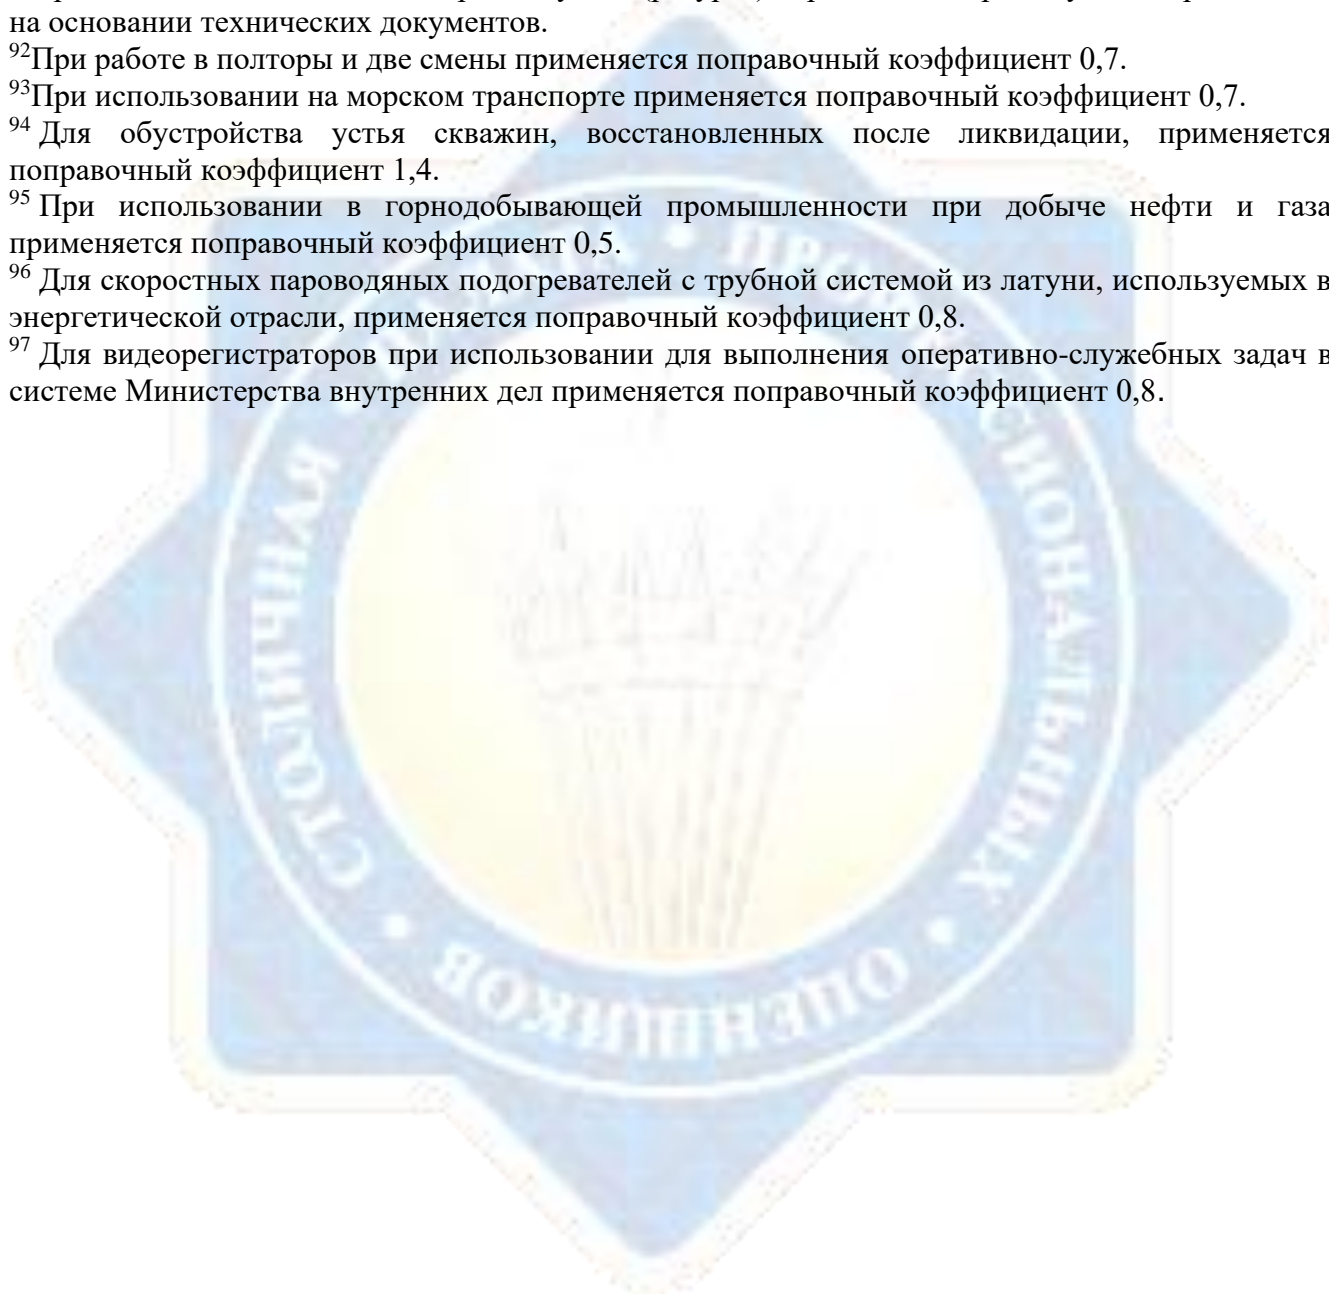 на основании технических документов.
⁹²При работе в полторы и две смены применяется поправочный коэффициент 0,7.
⁹³При использовании на морском транспорте применяется поправочный коэффициент 0,7.
⁹⁴ Для обустройства устья скважин, восстановленных после ликвидации, применяется
поправочный коэффициент 1,4.
⁹⁵ При использовании в горнодобывающей промышленности при добыче нефти и газа
применяется поправочный коэффициент 0,5.
⁹⁶ Для скоростных пароводяных подогревателей с трубной системой из латуни, используемых в
энергетической отрасли, применяется поправочный коэффициент 0,8.
⁹⁷ Для видеорегистраторов при использовании для выполнения оперативно-служебных задач в
системе Министерства внутренних дел применяется поправочный коэффициент 0,8.
ПРОФЕССИОНАЛЬНЫХ
ОЦЕНЩИКОВ